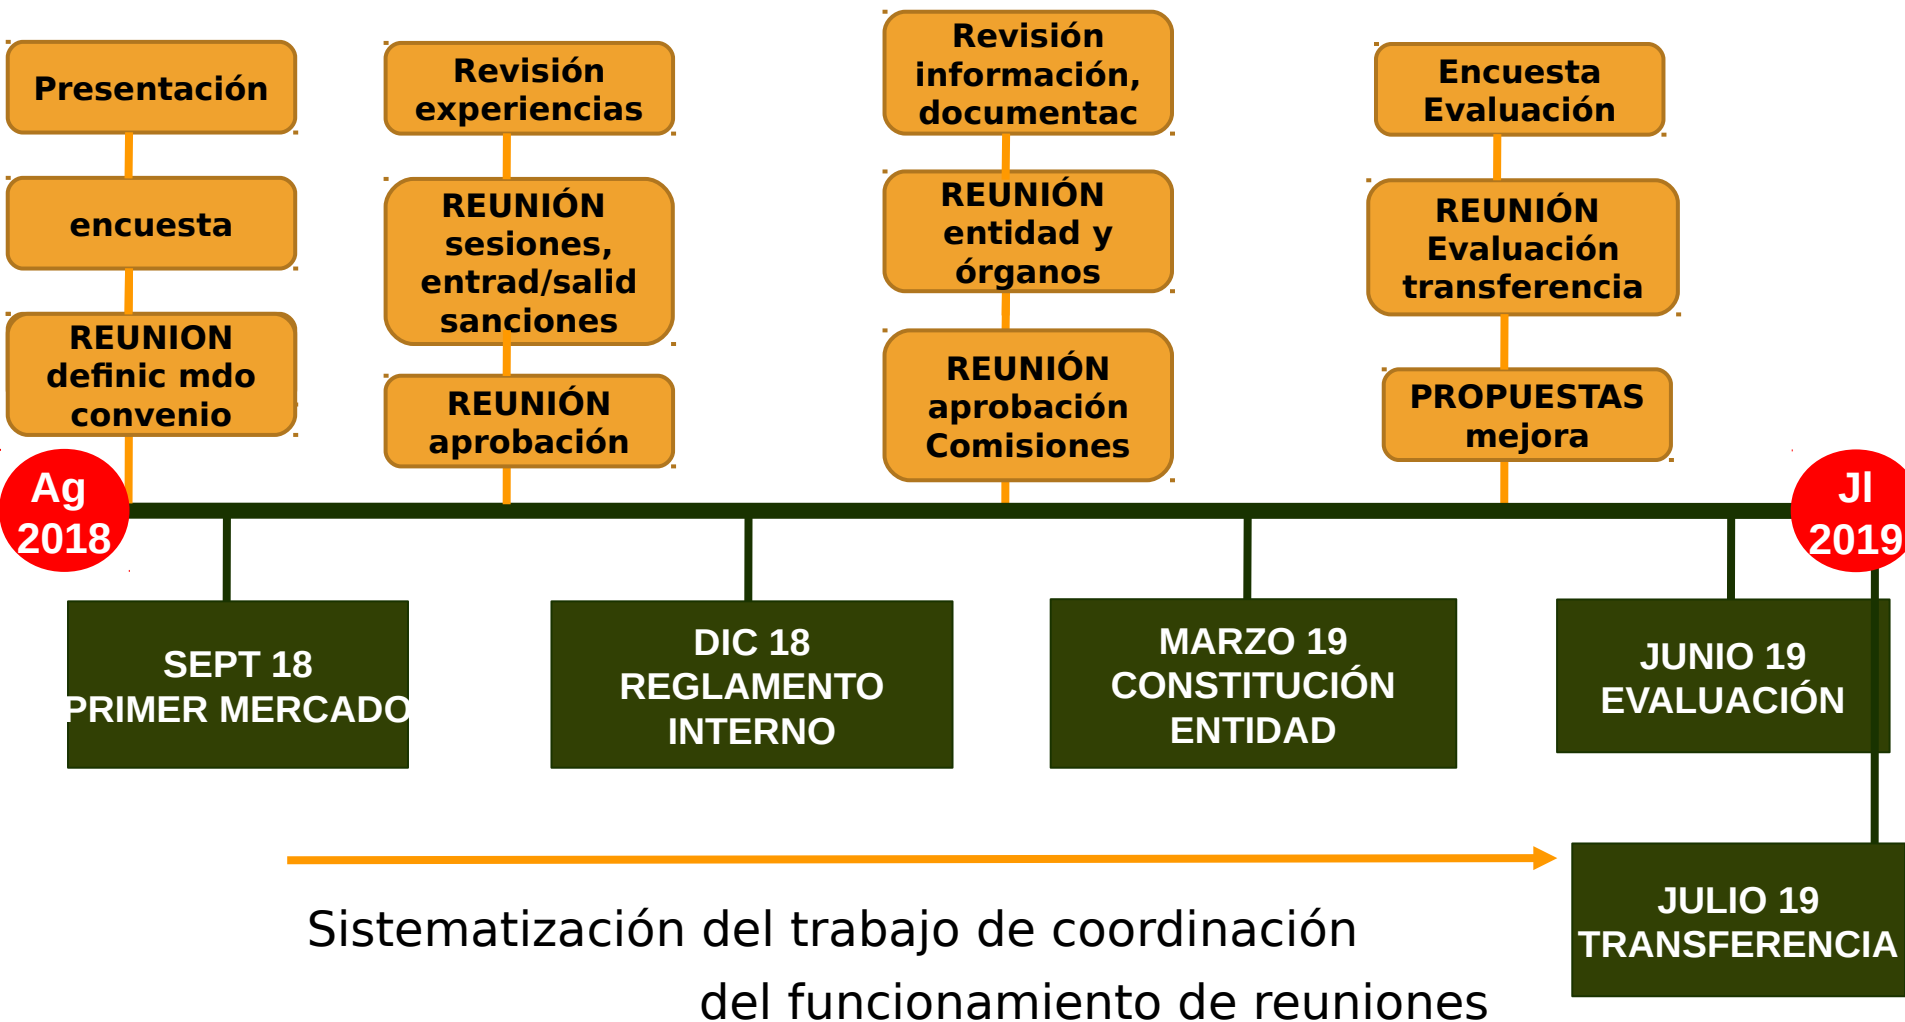 Presentación
encuesta
REUNION
definic mdo
convenio
Revisión
experiencias
REUNIÓN
sesiones,
entrad/salid
sanciones
REUNIÓN
aprobación
Revisión
información,
documentac
REUNIÓN
entidad y
órganos
REUNIÓN
aprobación
Comisiones
Encuesta
Evaluación
REUNIÓN
Evaluación
transferencia
PROPUESTAS
mejora
Ag
2018
Jl
2019
SEPT 18
PRIMER MERCADO
DIC 18
REGLAMENTO
INTERNO
MARZO 19
CONSTITUCIÓN
ENTIDAD
JUNIO 19
EVALUACIÓN
JULIO 19
TRANSFERENCIA
Sistematización del trabajo de coordinación
del funcionamiento de reuniones